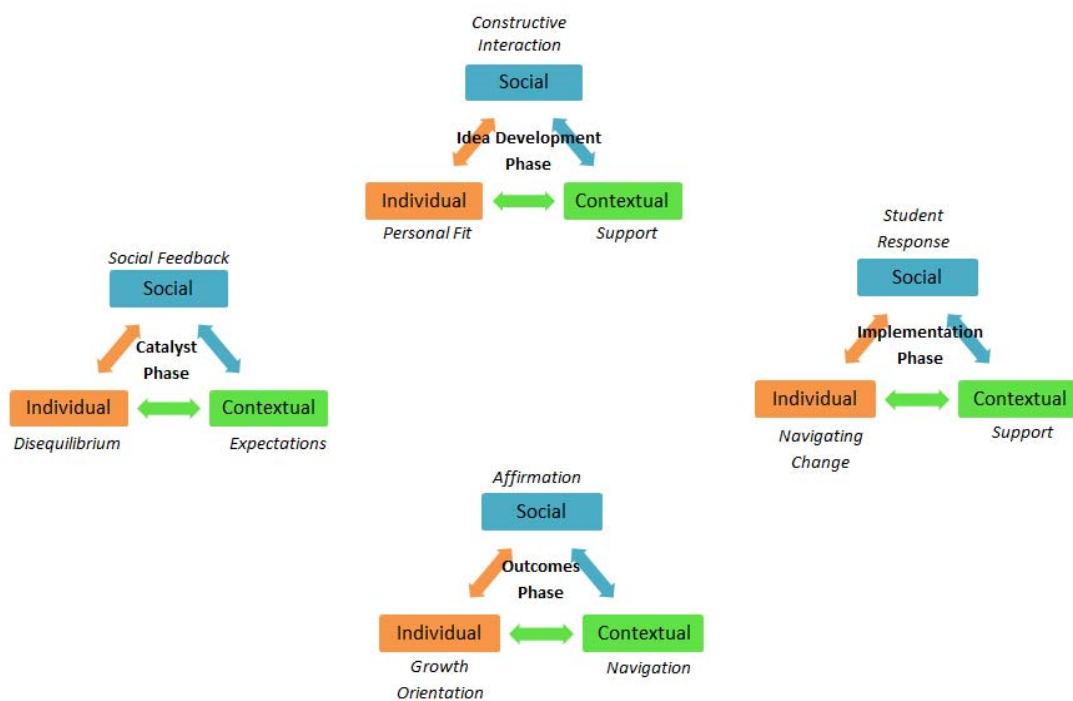 Constructive
Interaction
Social
Idea Development
Phase
Individual
Contextual
Personal Fit
Support
Social Feedback
Social
Catalyst
Phase
Individual
Contextual
Disequilibrium
Expectations
Student
Response
Social
Implementation
Phase
Individual
Contextual
Navigating
Change
Support
Affirmation
Social
Outcomes
Phase
Individual
Contextual
Growth
Orientation
Navigation